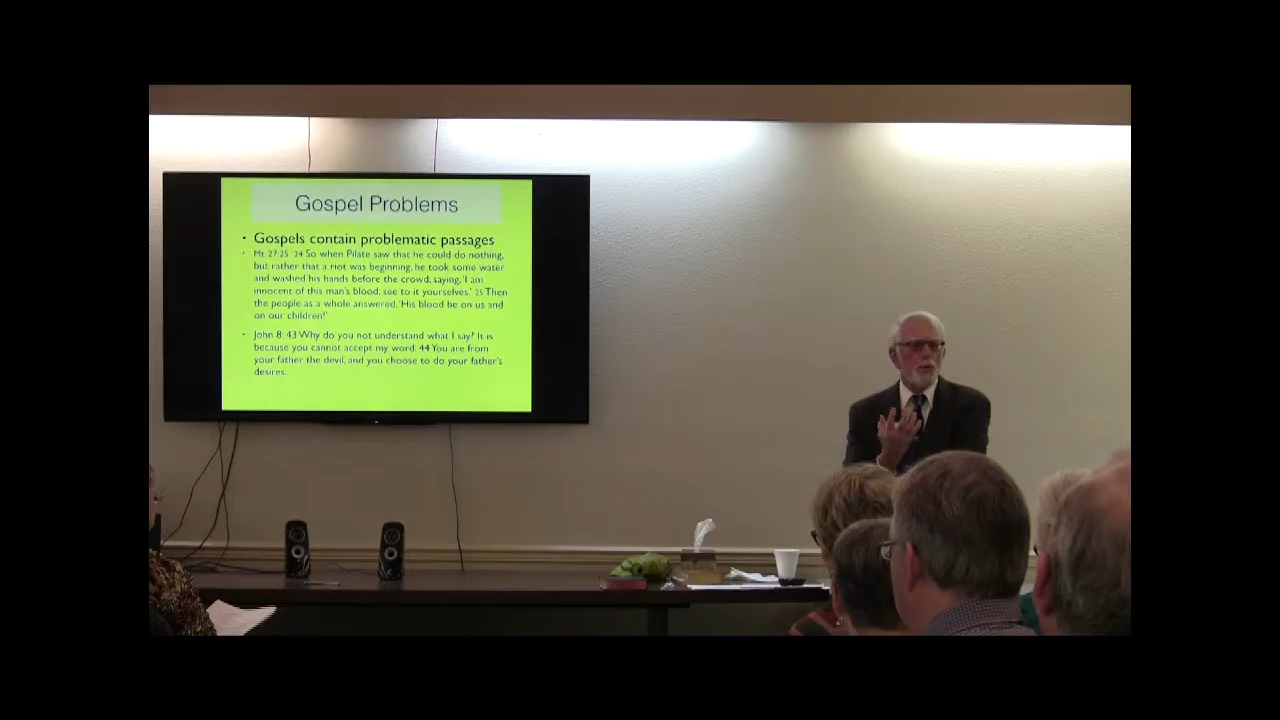 Gospel Problems
• Gospels contain problematic passages
• Mt. 27:25 24 So when Pilate saw that he could do nothing,
but rather that a riot was beginning, he took some water
and washed his hands before the crowd, saying, 'I am
innocent of this man's blood, see to it yourselves.' 25 Then
the people as a whole answered, 'His blood be on us and
on our children!'
• John 8: 43 Why do you not understand what I say? It is
because you cannot accept my word. 44 You are from
your father the devil, and you choose to do your father's
desires.